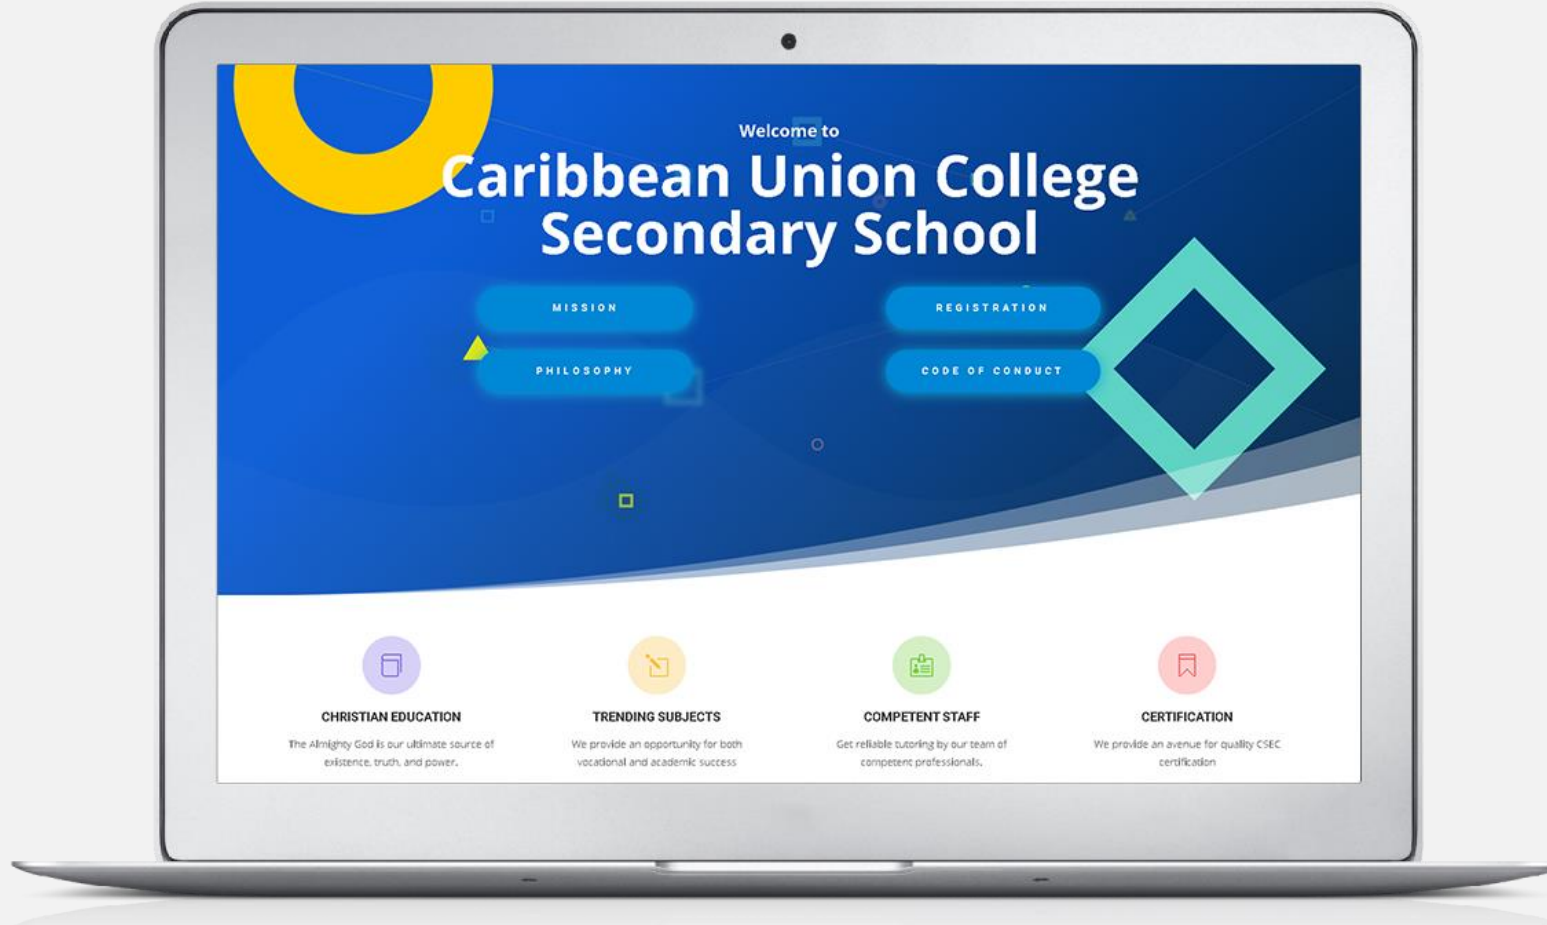 Welcome to
Caribbean Union College
Secondary School
MISSION
REGISTRATION
PHILOSOPHY
CODE OF CONDUCT
CHRISTIAN EDUCATION
The Almighty God is our ultimate source of
existence, truth, and power.
TRENDING SUBJECTS
We provide an opportunity for both
vocational and academic success
COMPETENT STAFF
Get reliable tutoring by our team of
competent professionals.
CERTIFICATION
We provide an avenue for quality CSEC
certification